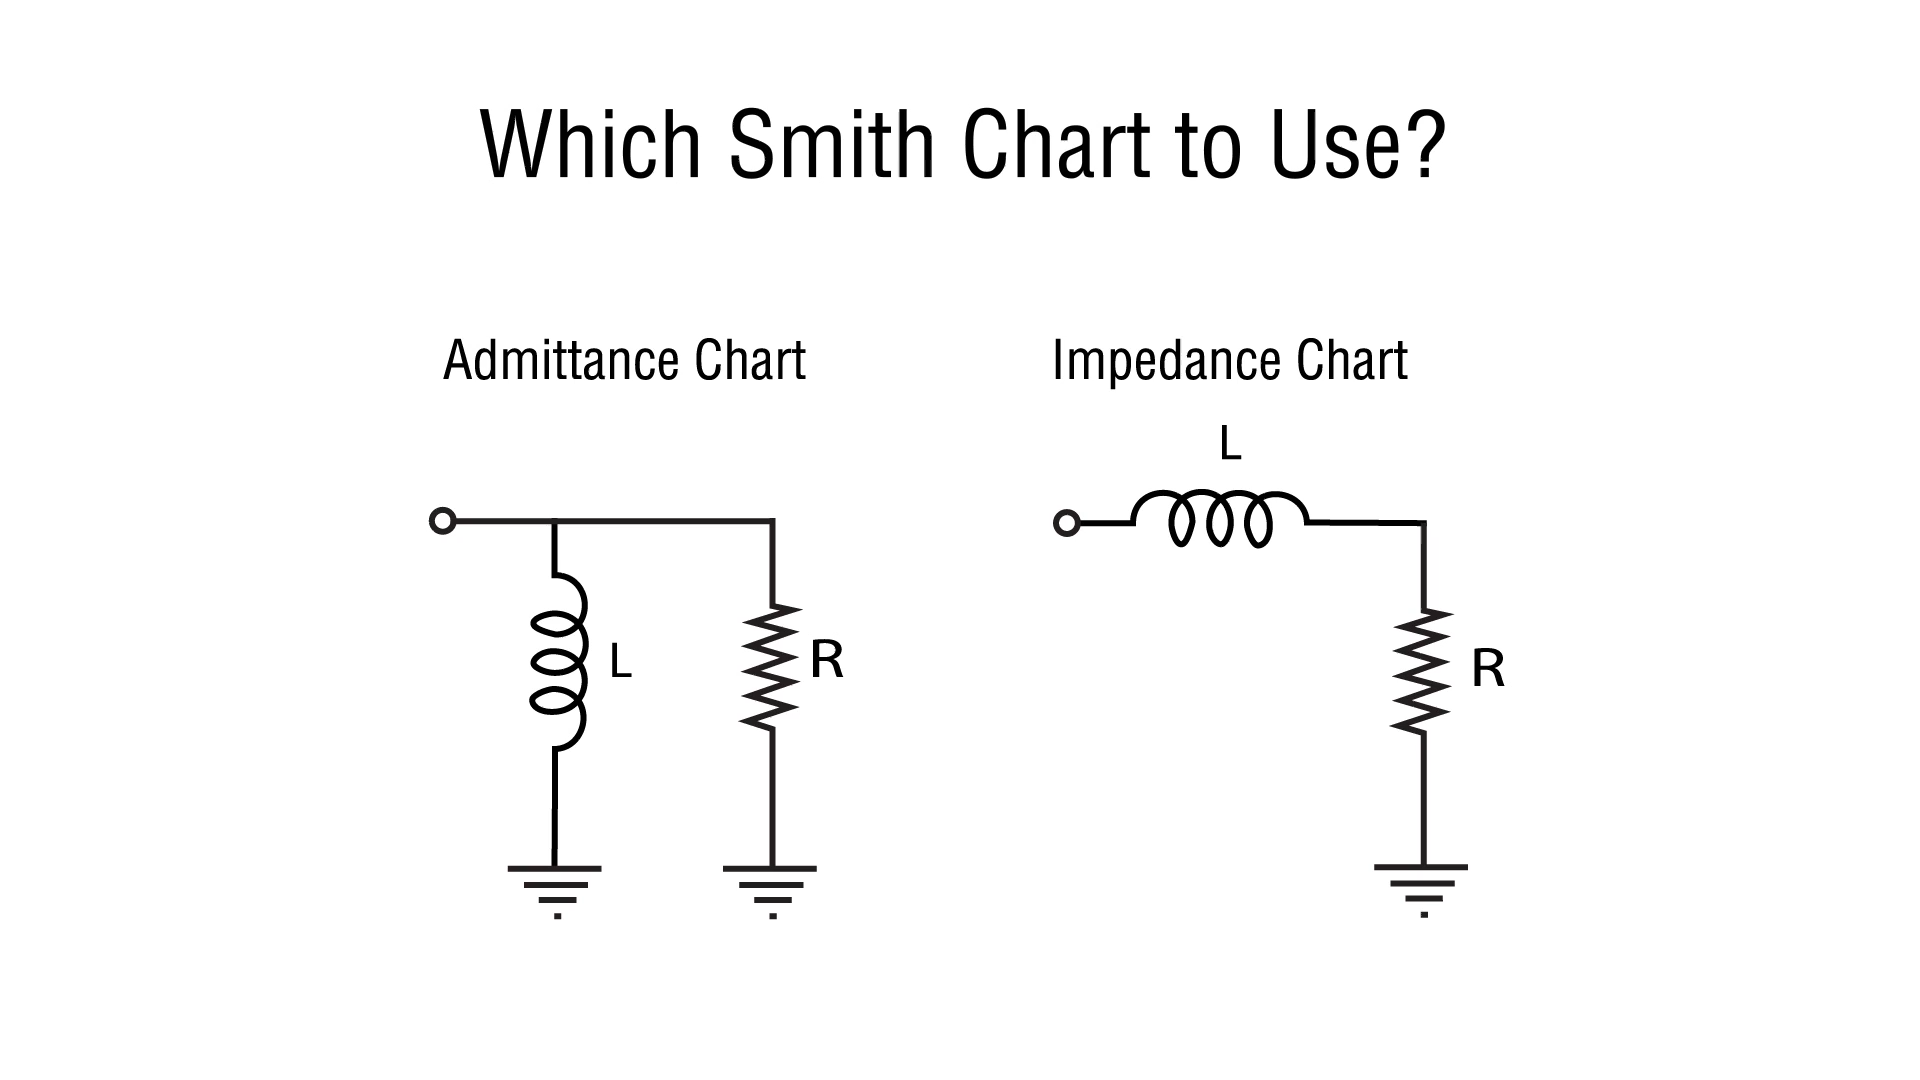 Which Smith Chart to Use?
Admittance Chart
Impedance Chart
L
L
R
R